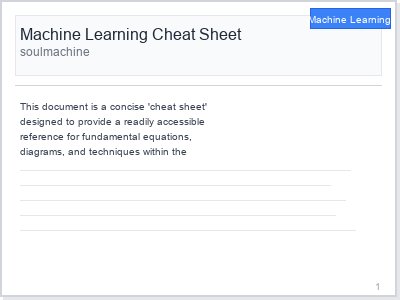 Machine Learning
Machine Learning Cheat Sheet
soulmachine
This document is a concise 'cheat sheet'
designed to provide a readily accessible
reference for fundamental equations,
diagrams, and techniques within the
1